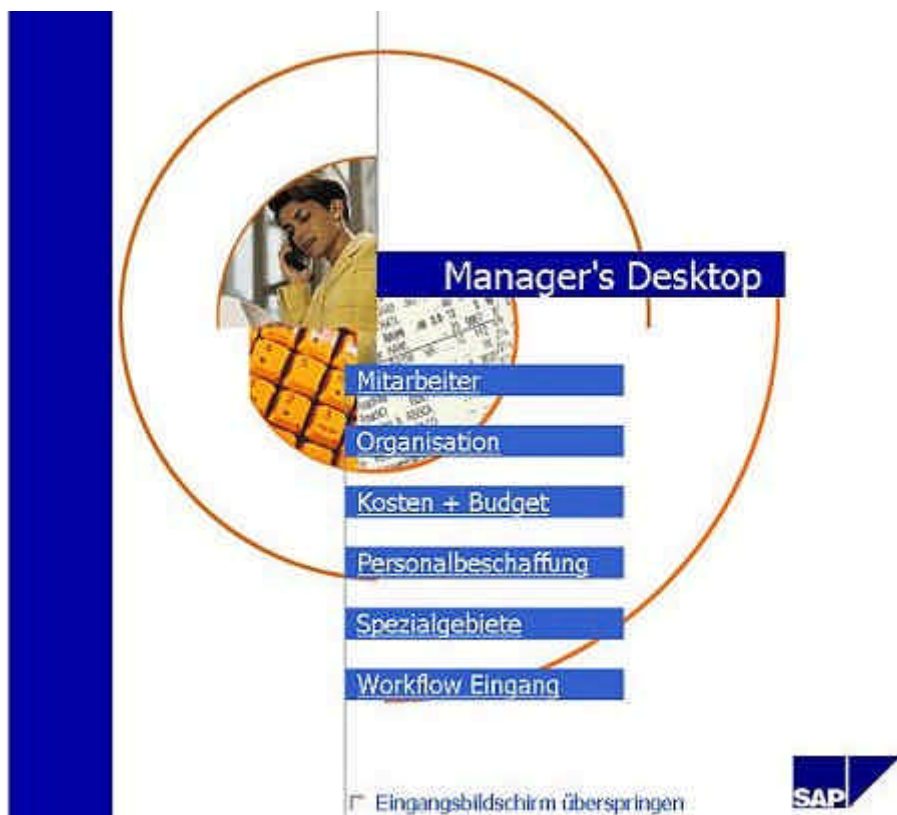 Manager's Desktop
Mitarbeiter
Organisation
Kosten + Budget
Personalbeschaffung
Spezialgebiete
Workflow Eingang
Eingangsbildschirm überspringen
SAP